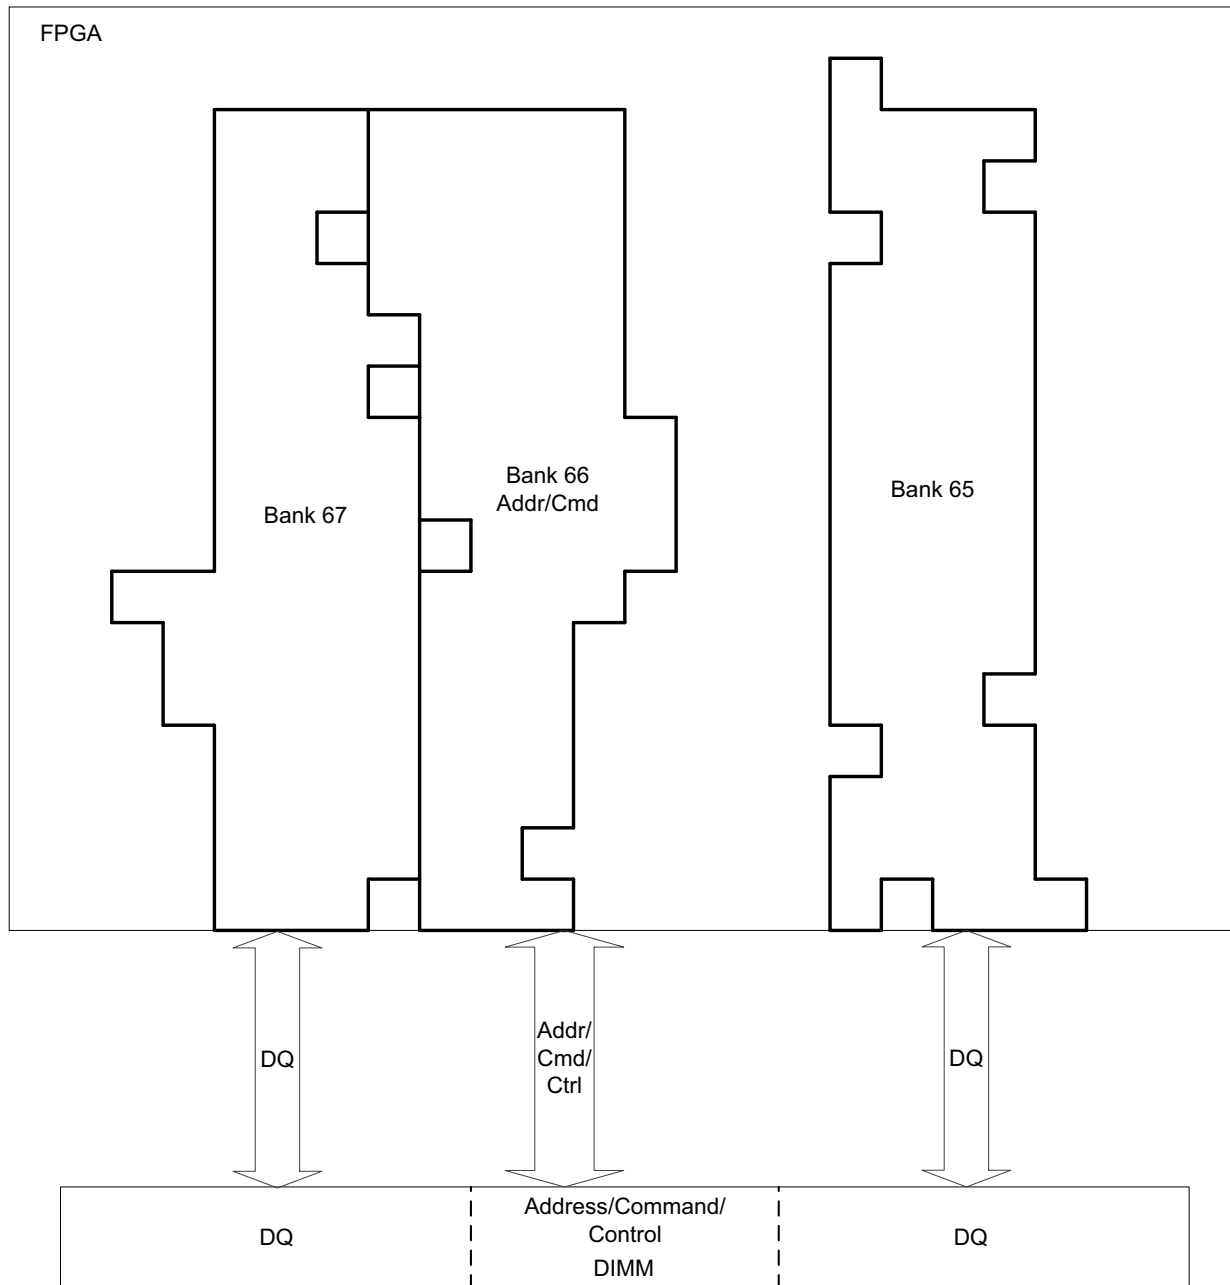 FPGA
Bank 66
Addr/Cmd
Bank 65
Bank 67
DQ
Addr/
Cmd/
Ctrl
DQ
DQ
Address/Command/
Control
DIMM
DQ